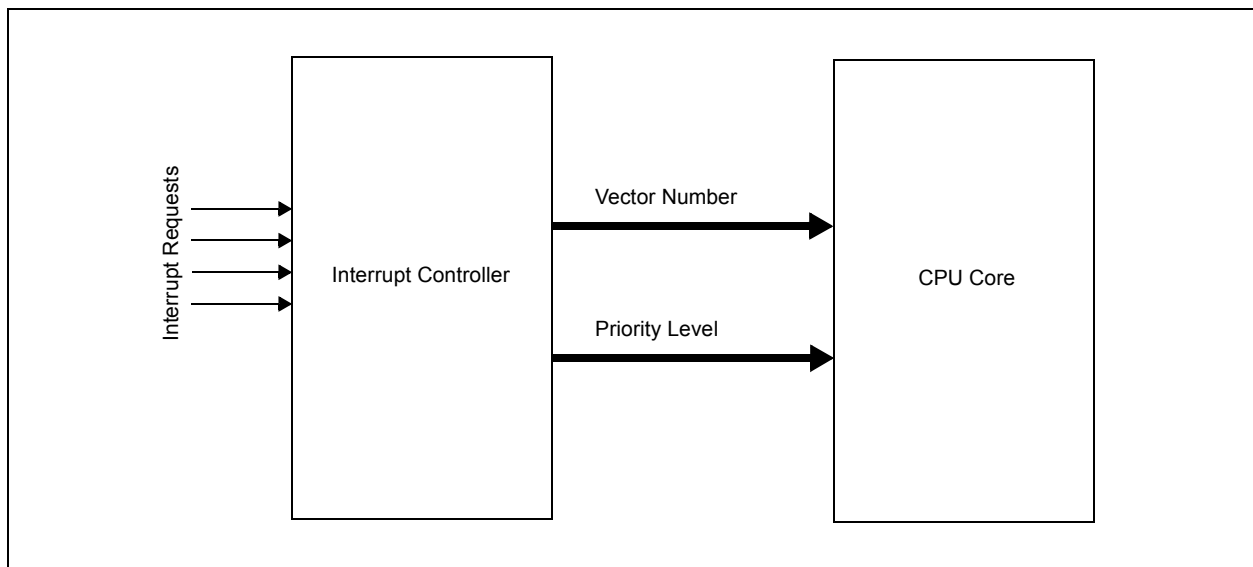 Interrupt Requests
Interrupt Controller
Vector Number
Priority Level
CPU Core